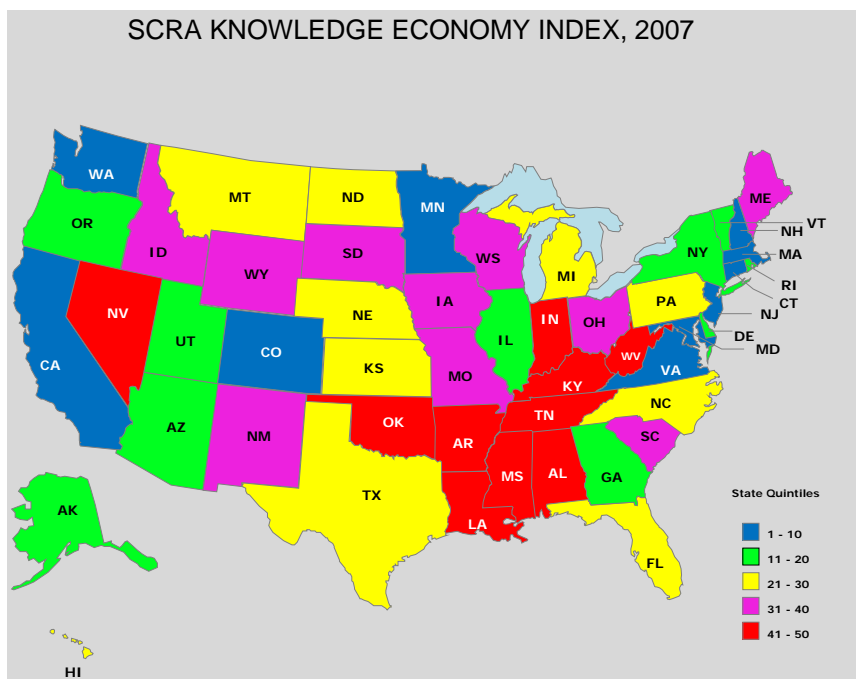 SCRA KNOWLEDGE ECONOMY INDEX, 2007
WA
MT
ND
MN
ME
OR
ID
WY
SD
WS
MI
NY
VT
NH
MA
RI
CT
NJ
DE
MD
PA
NV
UT
CO
NE
IA
IL
IN
OH
CA
KS
MO
WV
VA
KY
NC
AZ
NM
OK
AR
TN
SC
MS
AL
GA
TX
LA
FL
AK
HI
State Quintiles
1 - 10
11 - 20
21 - 30
31 - 40
41 - 50